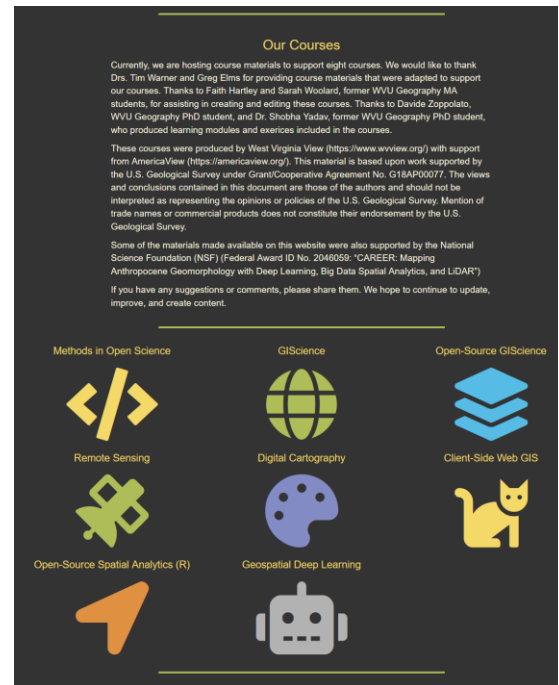 Our Courses
Currently, we are hosting course materials to support eight courses. We would like to thank
Drs. Tim Warner and Greg Elms for providing course materials that were adapted to support
our courses. Thanks to Faith Hartley and Sarah Woolard, former WVU Geography MA
students, for assisting in creating and editing these courses. Thanks to Davide Zoppolato,
WVU Geography PhD student, and Dr. Shobha Yadav, former WVU Geography PhD student,
who produced learning modules and exerices included in the courses.
These courses were produced by West Virginia View (https://www.wvview.org/) with support
from AmericaView (https://americaview.org/). This material is based upon work supported by
the U.S. Geological Survey under Grant/Cooperative Agreement No. G18AP00077. The views
and conclusions contained in this document are those of the authors and should not be
interpreted as representing the opinions or policies of the U.S. Geological Survey. Mention of
trade names or commercial products does not constitute their endorsement by the U.S.
Geological Survey.
Some of the materials made available on this website were also supported by the National
Science Foundation (NSF) (Federal Award ID No. 2046059: "CAREER: Mapping
Anthropocene Geomorphology with Deep Learning, Big Data Spatial Analytics, and LiDAR")
If you have any suggestions or comments, please share them. We hope to continue to update,
improve, and create content.
Methods in Open Science
GIScience
Open-Source GIScience
Remote Sensing
Digital Cartography
Client-Side Web GIS
Open-Source Spatial Analytics (R)
Geospatial Deep Learning